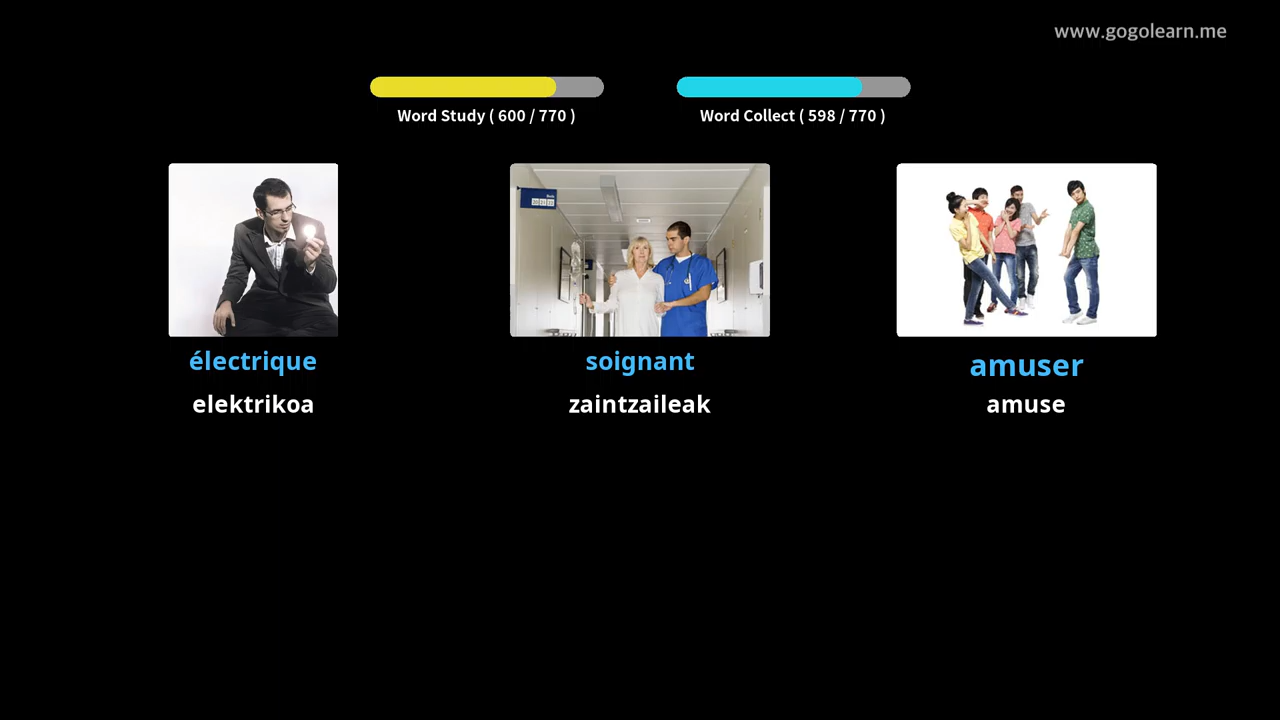 www.gogolearn.me
Word Study ( 600 / 770 )
Word Collect ( 598 / 770 )
électrique
soignant
amuser
elektrikoa
zaintzaileak
amuse